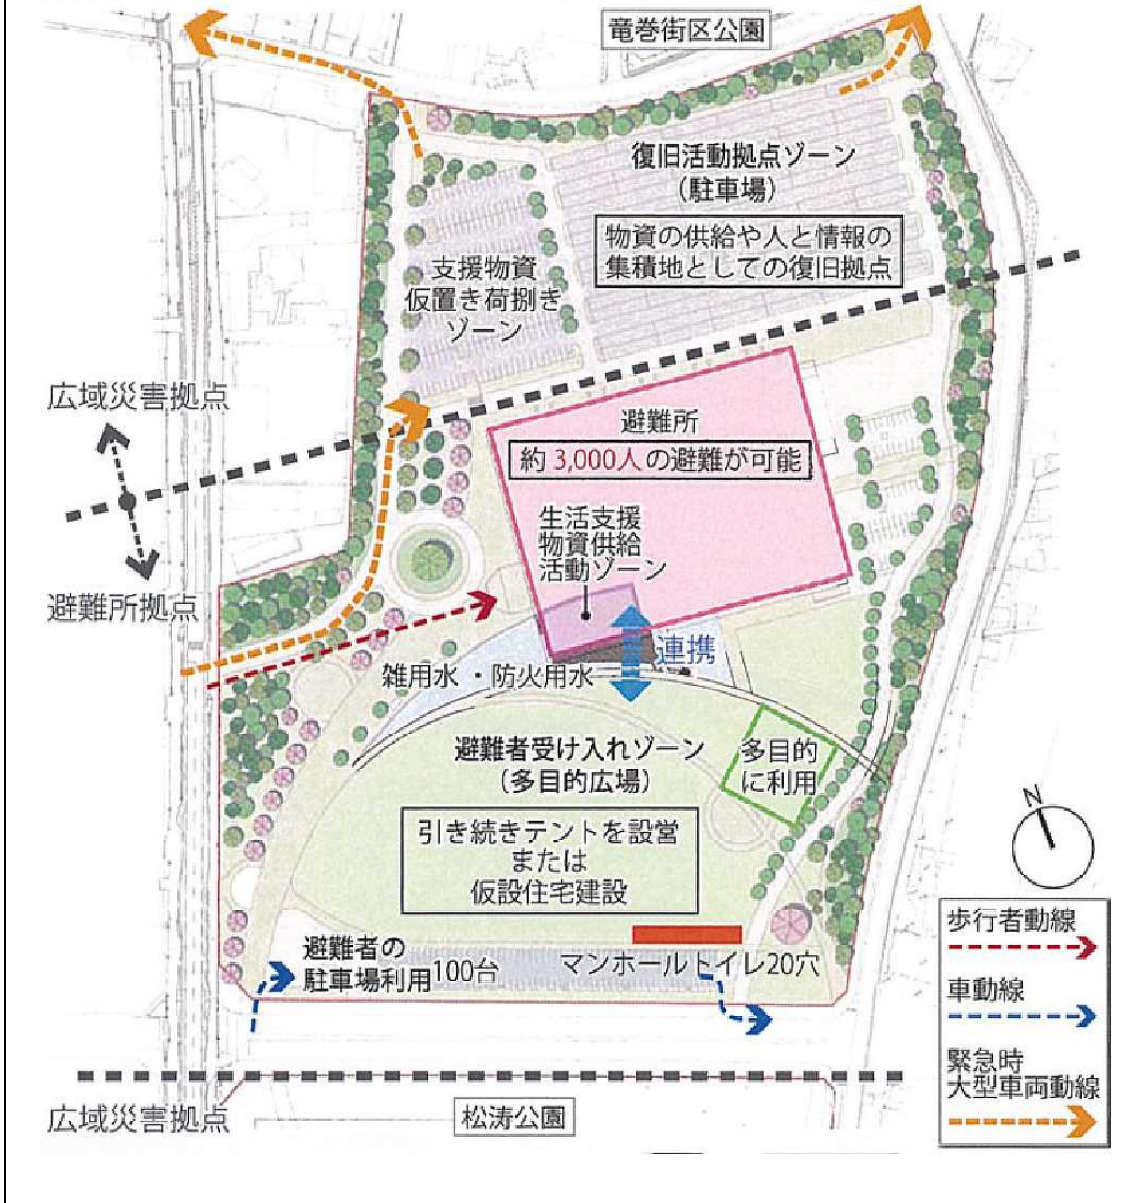 竜巻街区公園
復旧活動拠点ゾーン
(駐車場)
物資の供給や人と情報の
集積地としての復旧拠点
支援物資
仮置き荷捌き
ゾーン
広域災害拠点
避難所拠点
避難所
約3,000人の避難が可能
生活支援
物資供給
活動ゾーン
連携
雑用水・防火用水
避難者受け入れゾーン
(多目的広場)
多目的
に利用
引き続きテントを設営
または
仮設住宅建設
避難者の
駐車場利用100台
マンホールトイレ20穴
N
歩行者動線
車動線
緊急時
大型車両動線
広域災害拠点
松涛公園